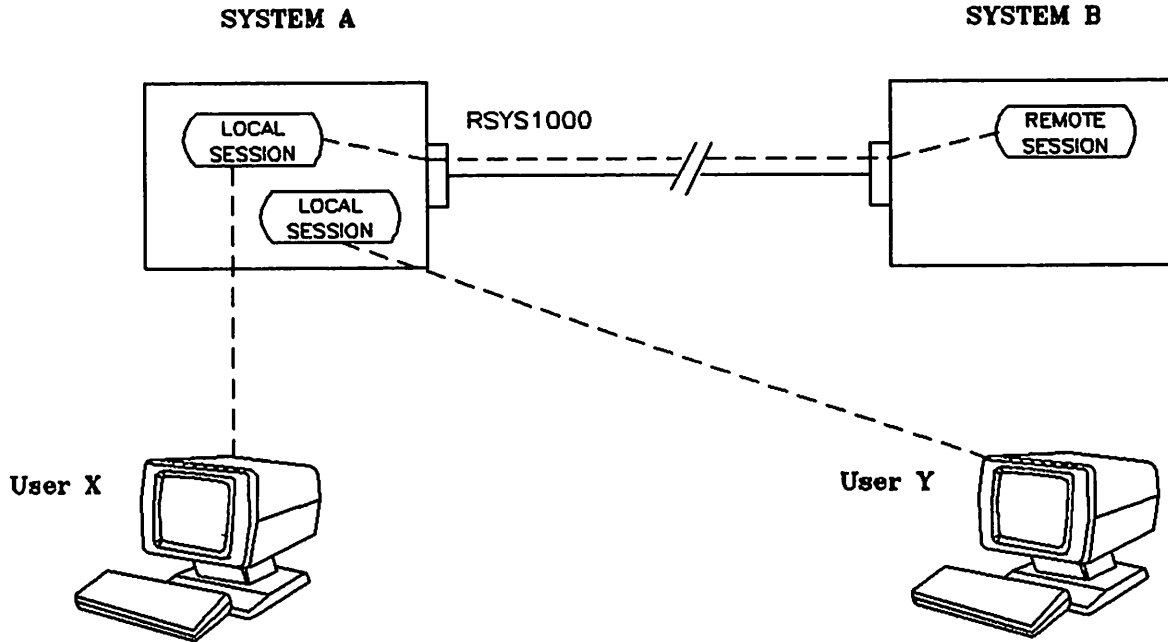 SYSTEM A
SYSTEM B
LOCAL
SESSION
RSYS1000
REMOTE
SESSION
LOCAL
SESSION
User X
User Y